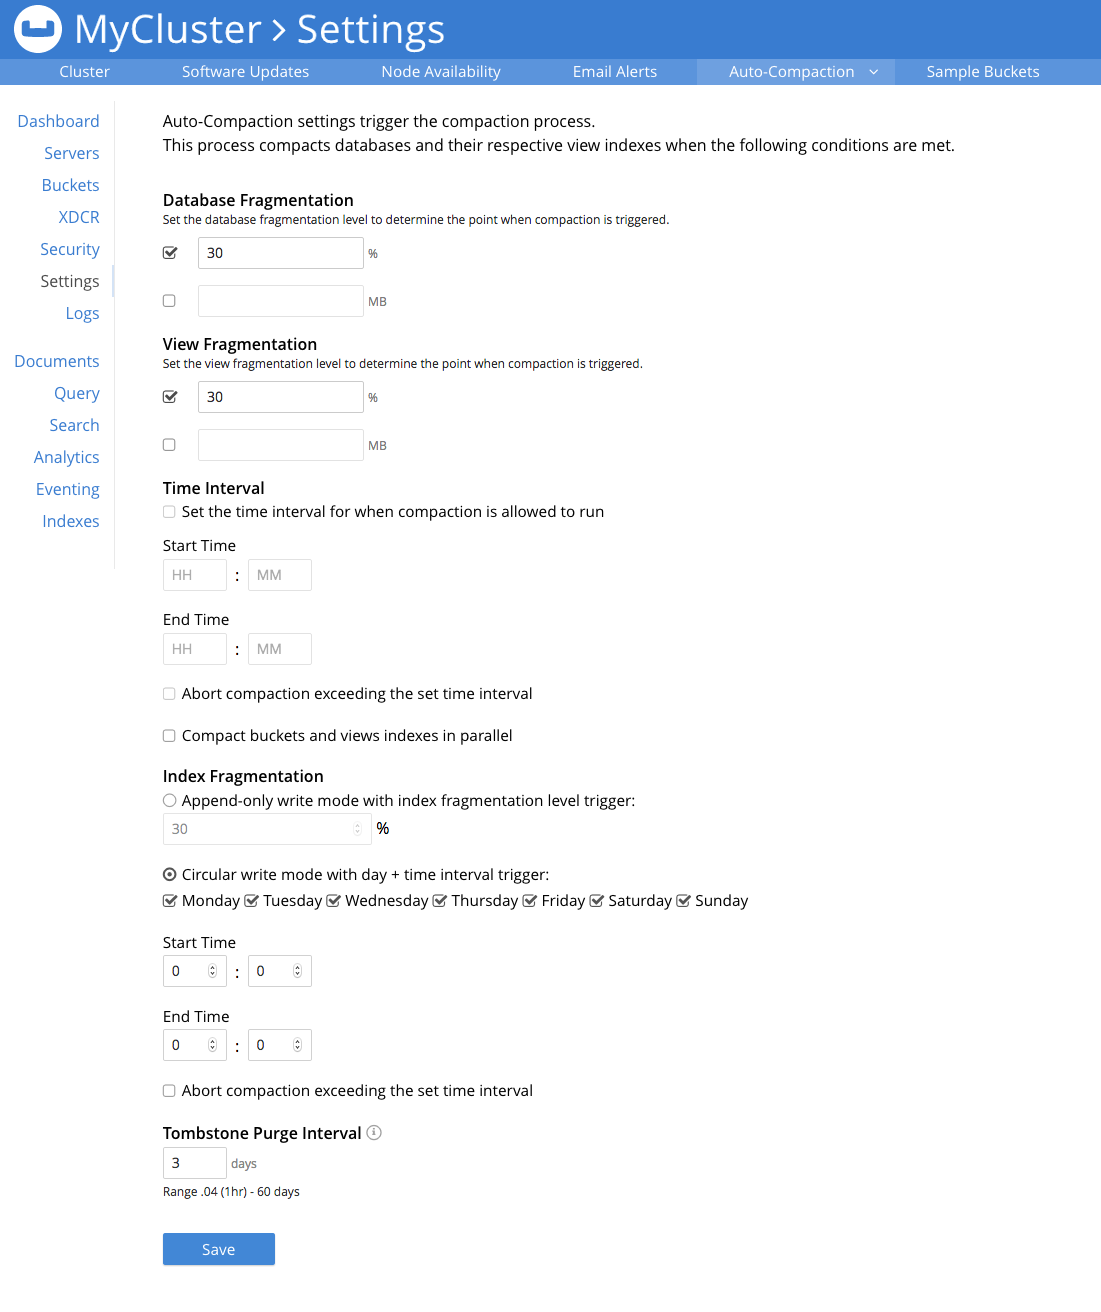 MyCluster > Settings
Cluster Software Updates Node Availability Email Alerts Auto-Compaction Sample Buckets
Dashboard
Servers
Buckets
XDCR
Security
Settings
Logs
Documents
Query
Search
Analytics
Eventing
Indexes
Auto-Compaction settings trigger the compaction process.
This process compacts databases and their respective view indexes when the following conditions are met.
Database Fragmentation
Set the database fragmentation level to determine the point when compaction is triggered.
30 %
MB
View Fragmentation
Set the view fragmentation level to determine the point when compaction is triggered.
30 %
MB
Time Interval
Set the time interval for when compaction is allowed to run
Start Time
HH : MM
End Time
HH : MM
Abort compaction exceeding the set time interval
Compact buckets and views indexes in parallel
Index Fragmentation
Append-only write mode with index fragmentation level trigger:
30 %
Circular write mode with day + time interval trigger:
Monday Tuesday Wednesday Thursday Friday Saturday Sunday
Start Time
0 : 0
End Time
0 : 0
Abort compaction exceeding the set time interval
Tombstone Purge Interval
3 days
Range .04 (1hr) - 60 days
Save